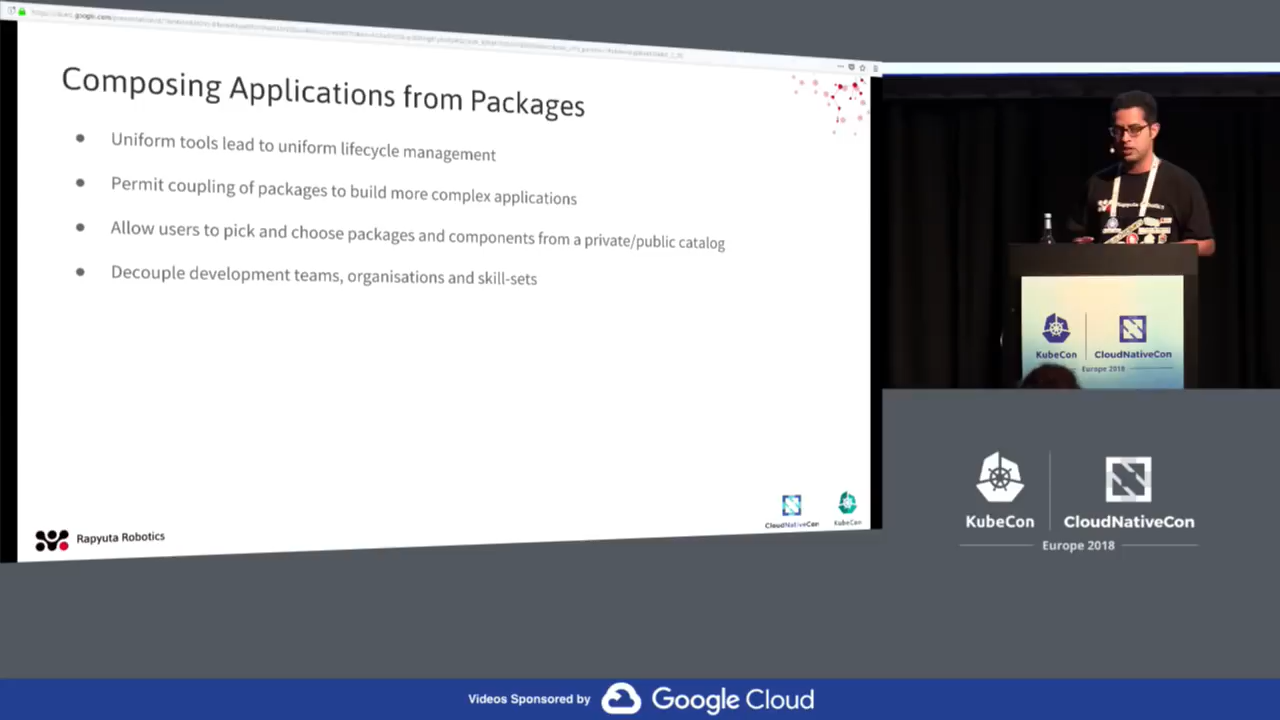 Composing Applications from Packages
● Uniform tools lead to uniform lifecycle management
● Permit coupling of packages to build more complex applications
● Allow users to pick and choose packages and components from a private/public catalog
● Decouple development teams, organisations and skill-sets
CloudNativeCon
KubeCon
Rapyuta Robotics
Rapyuta Robotics
KubeCon
CloudNativeCon
Europe 2018
KubeCon
CloudNativeCon
Europe 2018
Videos Sponsored by
Google Cloud